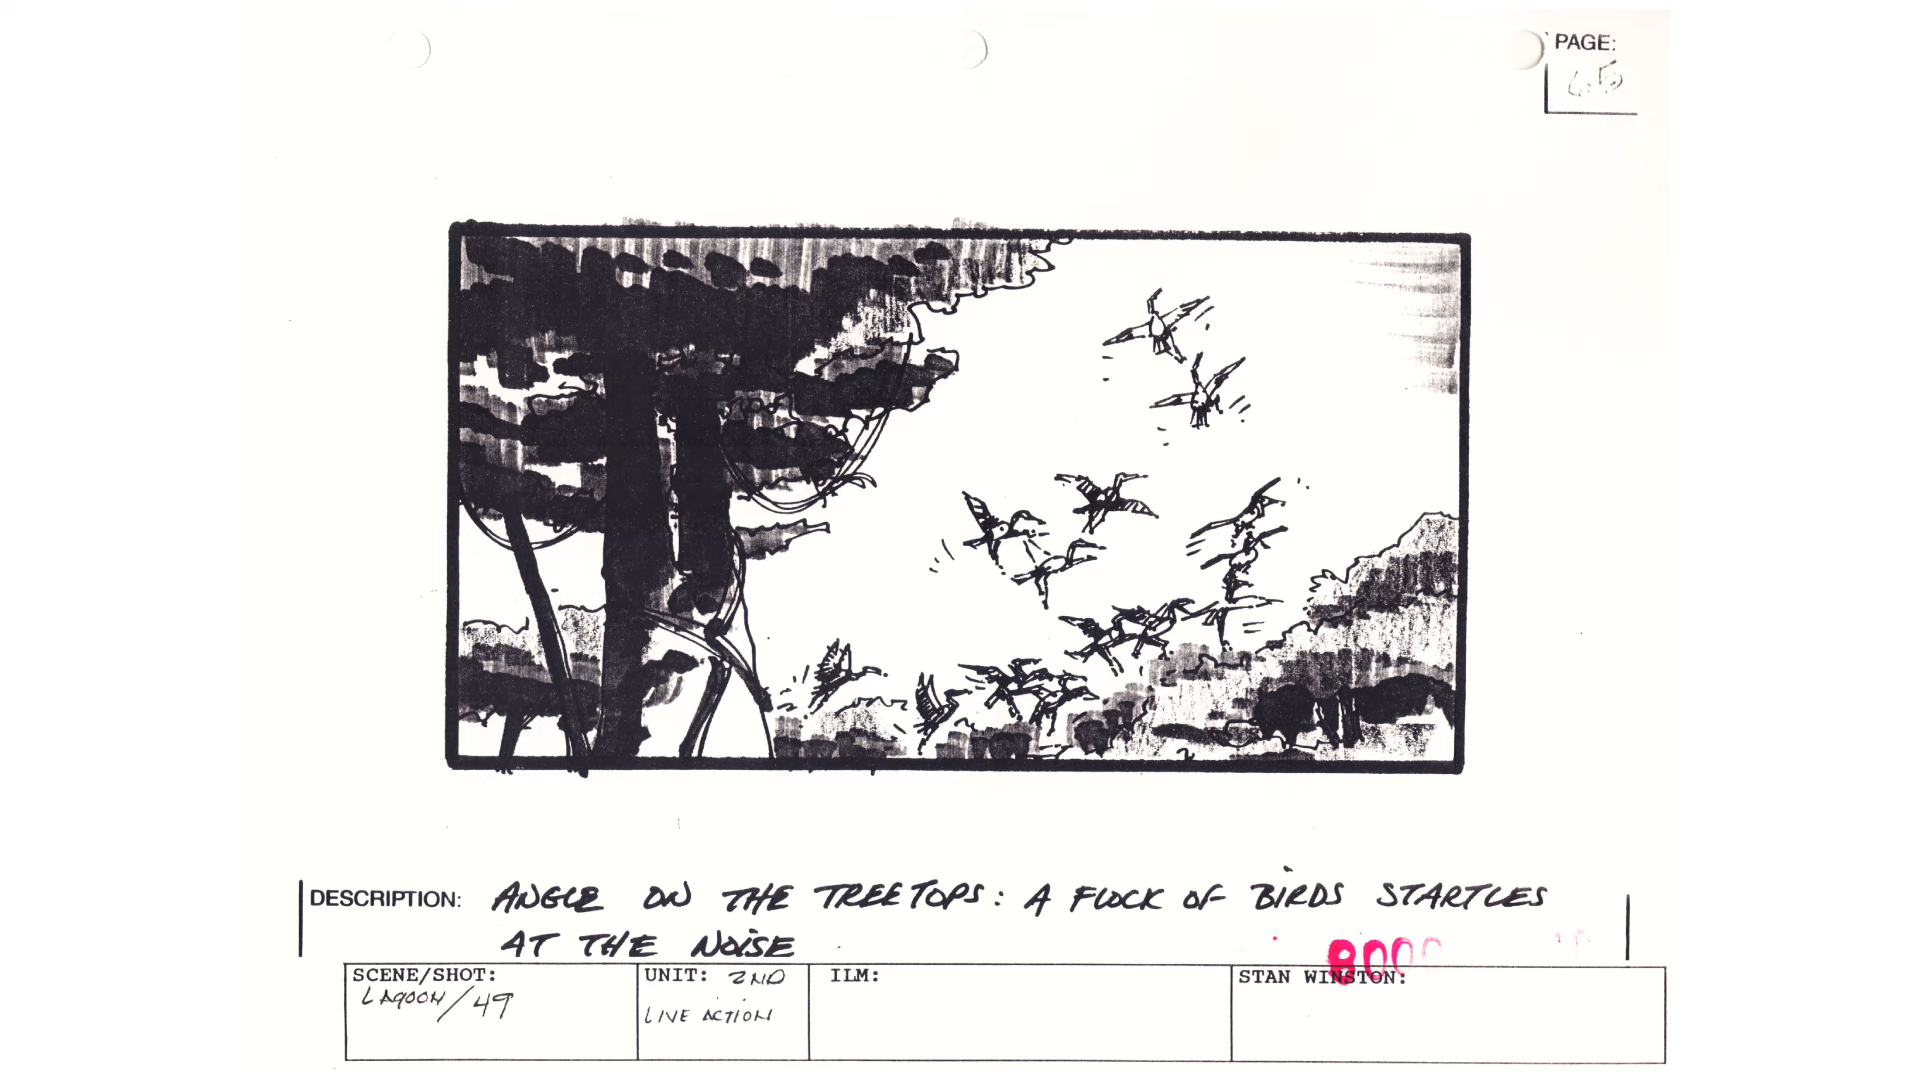 PAGE:
DESCRIPTION: ANGLE ON THE TREETOPS: A FLOCK OF BIRDS STARTLES
AT THE NOISE
8000
SCENE/SHOT: UNIT: 2ND ILM: STAN WINSTON:
LAGOON/49 LIVE ACTION